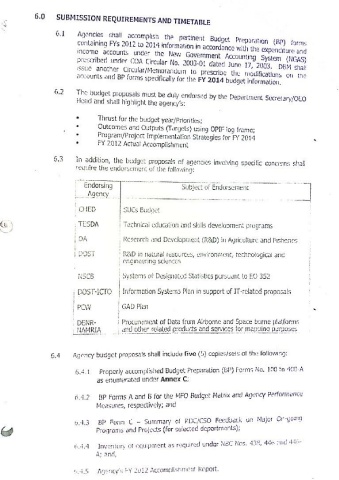 6.0 SUBMISSION REQUIREMENTS AND TIMETABLE
6.1 Agencies shall accomplish the pertinent Budget Preparation (BP) forms
containing FYs 2012 to 2014 information in accordance with the expenditure and
income accounts under the New Government Accounting System (NGAS)
prescribed under COA Circular No. 2003-01 dated June 17, 2003. DBM shall
issue another Circular/Memorandum to prescribe the modifications on the
accounts and BP forms specifically for the FY 2014 budget information.
6.2 The budget proposals must be duly endorsed by the Department Secretary/OEO
Head and shall highlight the agency's:
• Thrust for the budget year/Priorities;
• Outcomes and Outputs (Targets) using OPIF log frame;
• Program/Project Implementation Strategies for FY 2014
• FY 2012 Actual Accomplishment
6.3 In addition, the budget proposals of agencies involving specific concerns shall
require the endorsement of the following:
Endorsing Subject of Endorsement
Agency
CHED SUCs Budget
TESDA Technical education and skills development programs
DA Research and Development (R&D) in Agriculture and Fisheries
DOST R&D in natural resources, environment, technological and
engineering sciences
NSCB Systems of Designated Statistics pursuant to EO 352
DOST-ICTO Information Systems Plan in support of IT-related proposals
PCW GAD Plan
DENR- Procurement of Data from Airborne and Space borne platforms
NAMRIA and other related products and services for mapping purposes
6.4 Agency budget proposals shall include five (5) copies/sets of the following:
6.4.1 Properly accomplished Budget Preparation (BP) Forms No. 100 to 400-A
as enumerated under Annex C;
6.4.2 BP Forms A and B for the MFO Budget Matrix and Agency Performance
Measures, respectively; and
6.4.3 BP Form C – Summary of RDC/CSO Feedback on Major On-going
Programs and Projects (for selected departments);
6.4.4 Inventory of equipment as required under NBC Nos. 438, 446 and 446-
A; and,
6.4.5 Agency's FY 2012 Accomplishment Report.